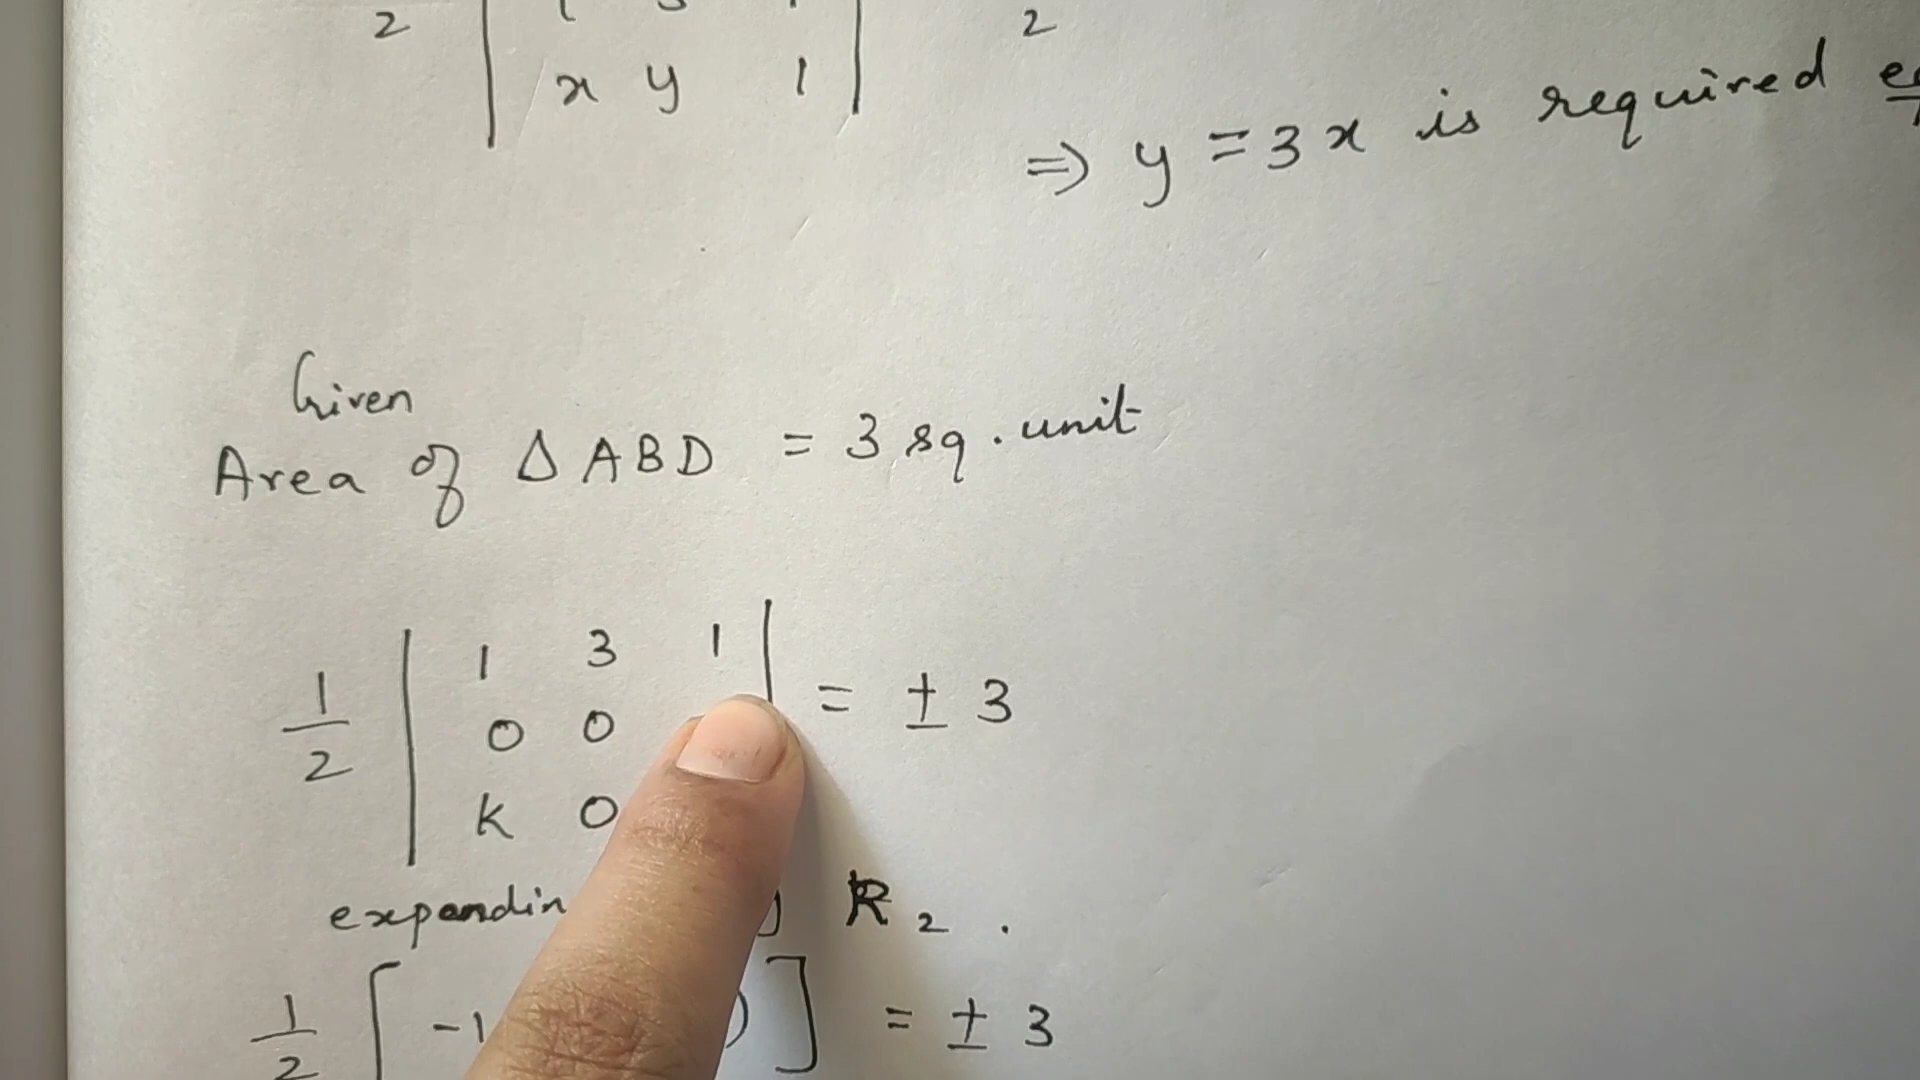 2 2
x y 1
⇒ y = 3x is required
Given
Area of Δ ABD = 3 sq. unit
1 3 1
1/2 0 0 = ± 3
K 0
R2.
1/2 [ -1 ) ] = ± 3